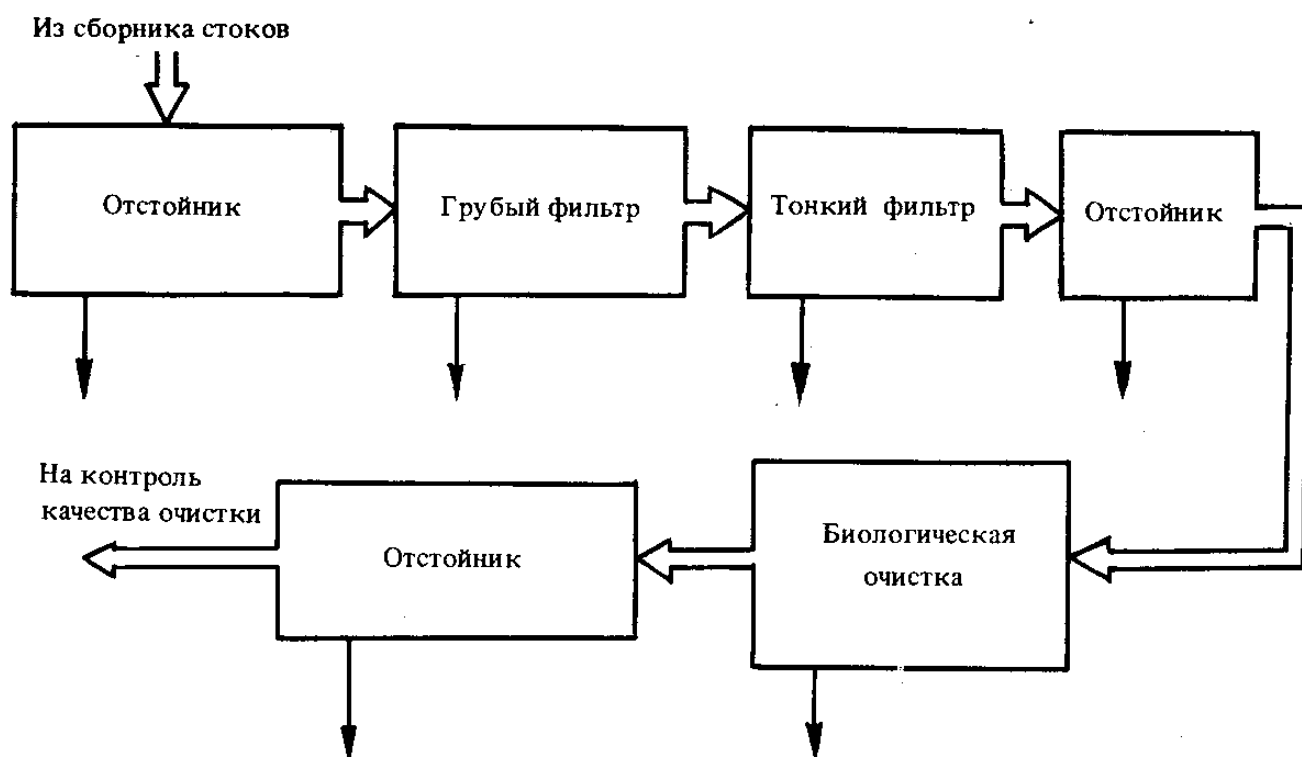 Из сборника стоков
Отстойник
Грубый фильтр
Тонкий фильтр
Отстойник
На контроль
качества очистки
Отстойник
Биологическая
очистка